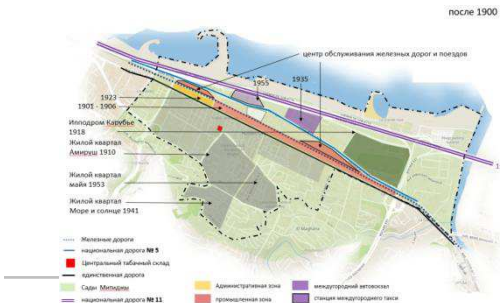 после 1900
центр обслуживания железных дорог и поездов
1955
1935
1923
1901 - 1906
Ипподром Карубье
1918
Жилой квартал
Амируш 1910
Жилой квартал
майя 1953
Жилой квартал
Море и солнце 1941
Железные дороги
национальная дорога № 5
Центральный табачный склад
единственная дорога
Сады Митиджи
национальная дорога № 11
Административная зона
промышленная зона
междугородний автовокзал
станция междугороднего такси